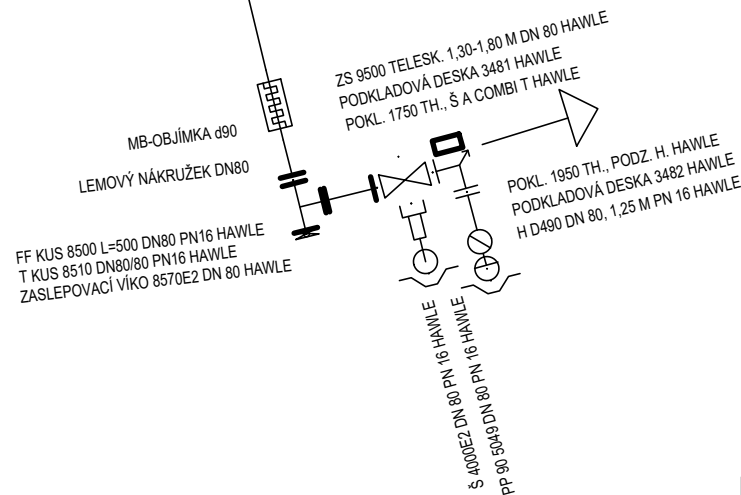 ZS 9500 TELESK. 1,30-1,80 M DN 80 HAWLE
PODKLADOVÁ DESKA 3481 HAWLE
POKL. 1750 TH., Š A COMBI T HAWLE
MB-OBJÍMKA d90
LEMOVÝ NÁKRUŽEK DN80
POKL. 1950 TH., PODZ. H. HAWLE
PODKLADOVÁ DESKA 3482 HAWLE
H D490 DN 80, 1,25 M PN 16 HAWLE
FF KUS 8500 L=500 DN80 PN16 HAWLE
T KUS 8510 DN80/80 PN16 HAWLE
ZASLEPOVACÍ VÍKO 8570E2 DN 80 HAWLE
Š 4000E2 DN 80 PN 16 HAWLE
PP 90 5049 DN 80 PN 16 HAWLE